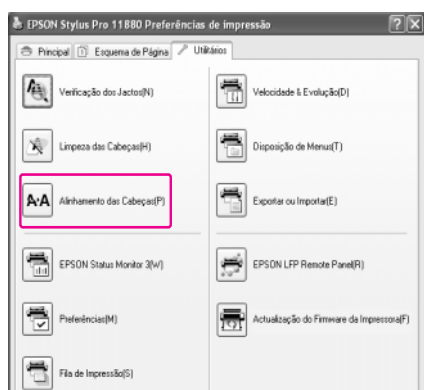 EPSON Stylus Pro 11880 Preferências de impressão
Principal Esquema de Página Utilitários
Verificação dos Jactos(N)
Velocidade & Evolução(D)
Limpeza das Cabeças(H)
Disposição de Menus(T)
A·A Alinhamento das Cabeças(P)
Exportar ou Importar(E)
EPSON Status Monitor 3(W)
EPSON LFP Remote Panel(R)
Preferências(M)
Actualização do Firmware da Impressora(F)
Fila de Impressão(S)